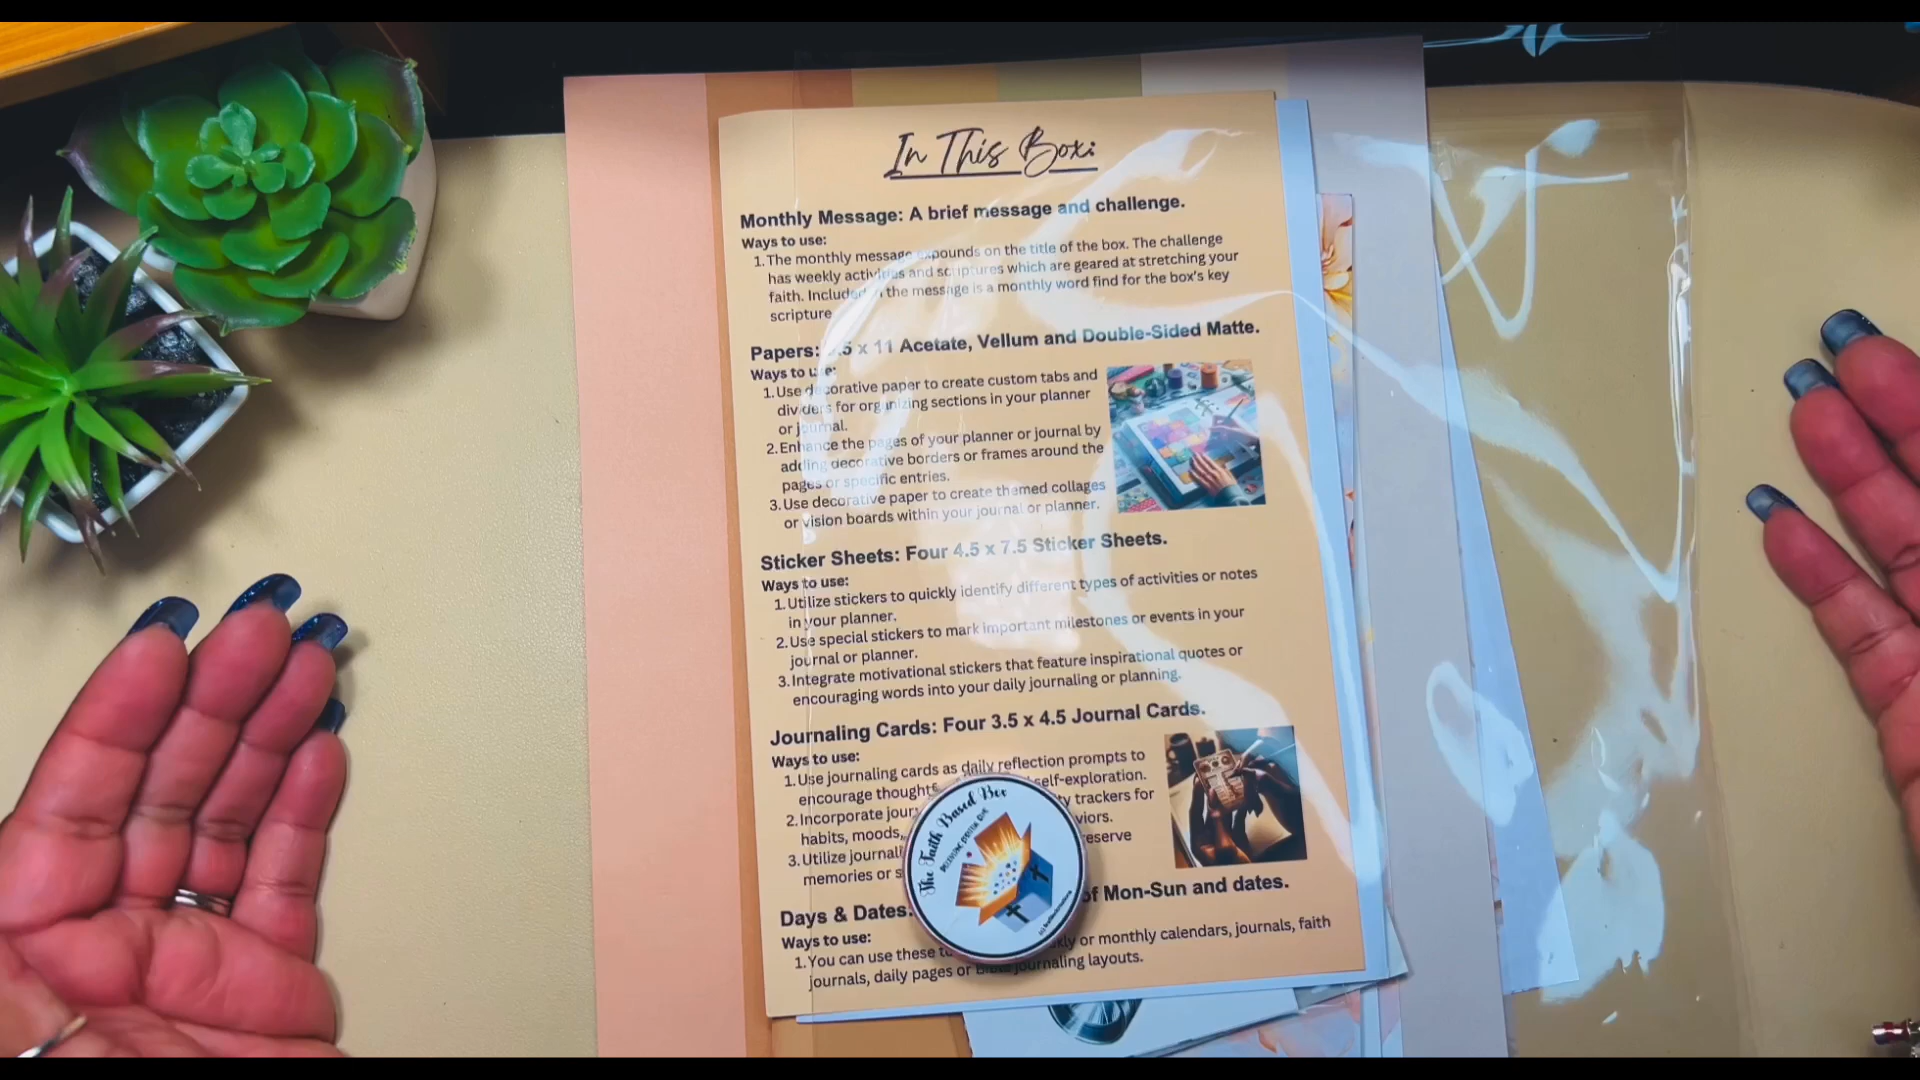 In This Box:
Monthly Message: A brief message and challenge.
Ways to use:
1. The monthly message expounds on the title of the box. The challenge
has weekly activities and scriptures which are geared at stretching your
faith. Included in the message is a monthly word find for the box's key
scripture
Papers: .5 x 11 Acetate, Vellum and Double-Sided Matte.
Ways to use:
1. Use decorative paper to create custom tabs and
dividers for organizing sections in your planner
or journal.
2. Enhance the pages of your planner or journal by
adding decorative borders or frames around the
pages or specific entries.
3. Use decorative paper to create themed collages
or vision boards within your journal or planner.
Sticker Sheets: Four 4.5 x 7.5 Sticker Sheets.
Ways to use:
1. Utilize stickers to quickly identify different types of activities or notes
in your planner.
2. Use special stickers to mark important milestones or events in your
journal or planner.
3. Integrate motivational stickers that feature inspirational quotes or
encouraging words into your daily journaling or planning.
Journaling Cards: Four 3.5 x 4.5 Journal Cards.
Ways to use:
1. Use journaling cards as daily reflection prompts to
encourage thoughts self-exploration.
2. Incorporate trackers for
habits, moods,
3. Utilize
memories or
Days & Dates: of Mon-Sun and dates.
Ways to use:
1. You can use these or monthly calendars, journals, faith
journals, daily pages or journaling layouts.
The Faith Based Box